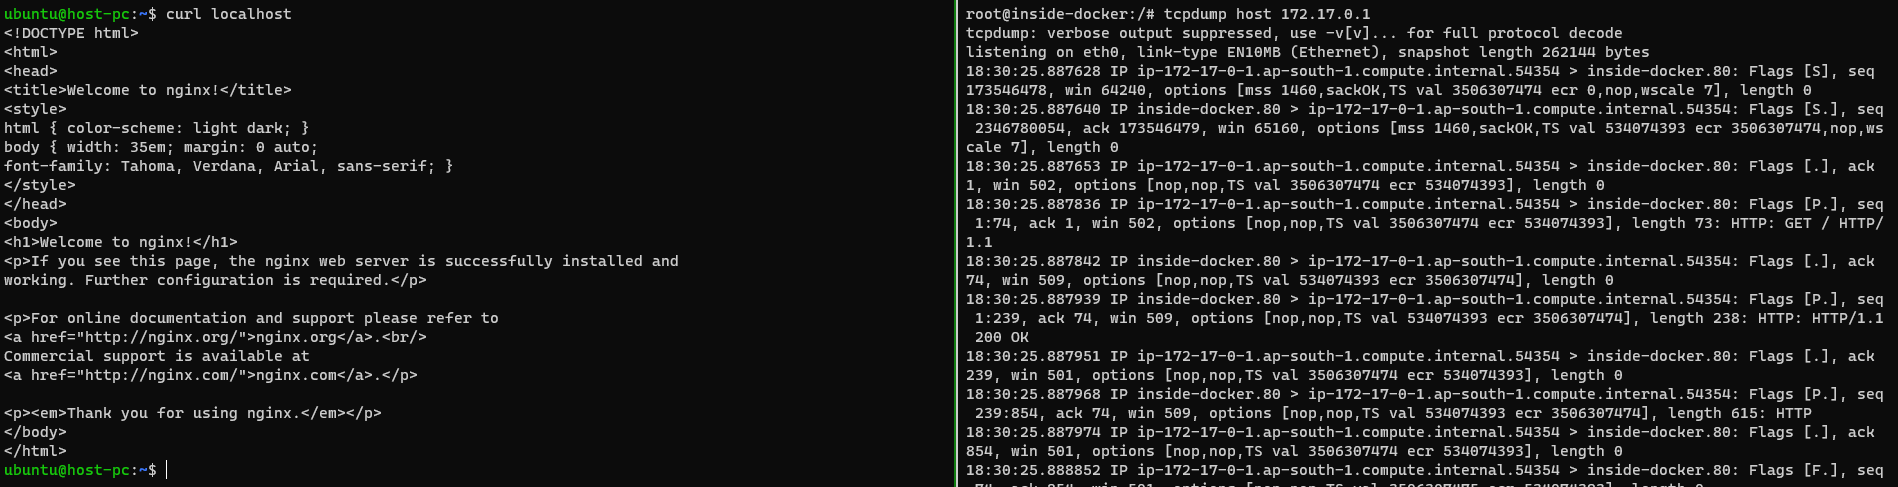 ubuntu@host-pc:~$ curl localhost
<!DOCTYPE html>
<html>
<head>
<title>Welcome to nginx!</title>
<style>
html { color-scheme: light dark; }
body { width: 35em; margin: 0 auto;
font-family: Tahoma, Verdana, Arial, sans-serif; }
</style>
</head>
<body>
<h1>Welcome to nginx!</h1>
<p>If you see this page, the nginx web server is successfully installed and
working. Further configuration is required.</p>

<p>For online documentation and support please refer to
<a href="http://nginx.org/">nginx.org</a>.<br/>
Commercial support is available at
<a href="http://nginx.com/">nginx.com</a>.</p>

<p><em>Thank you for using nginx.</em></p>
</body>
</html>
ubuntu@host-pc:~$
root@inside-docker:/# tcpdump host 172.17.0.1
tcpdump: verbose output suppressed, use -v[v]... for full protocol decode
listening on eth0, link-type EN10MB (Ethernet), snapshot length 262144 bytes
18:30:25.887628 IP ip-172-17-0-1.ap-south-1.compute.internal.54354 > inside-docker.80: Flags [S], seq
173546478, win 64240, options [mss 1460,sackOK,TS val 3506307474 ecr 0,nop,wscale 7], length 0
18:30:25.887640 IP inside-docker.80 > ip-172-17-0-1.ap-south-1.compute.internal.54354: Flags [S.], seq
 2346780054, ack 173546479, win 65160, options [mss 1460,sackOK,TS val 534074393 ecr 3506307474,nop,ws
cale 7], length 0
18:30:25.887653 IP ip-172-17-0-1.ap-south-1.compute.internal.54354 > inside-docker.80: Flags [.], ack
1, win 502, options [nop,nop,TS val 3506307474 ecr 534074393], length 0
18:30:25.887836 IP ip-172-17-0-1.ap-south-1.compute.internal.54354 > inside-docker.80: Flags [P.], seq
 1:74, ack 1, win 502, options [nop,nop,TS val 3506307474 ecr 534074393], length 73: HTTP: GET / HTTP/
1.1
18:30:25.887842 IP inside-docker.80 > ip-172-17-0-1.ap-south-1.compute.internal.54354: Flags [.], ack
74, win 509, options [nop,nop,TS val 534074393 ecr 3506307474], length 0
18:30:25.887939 IP inside-docker.80 > ip-172-17-0-1.ap-south-1.compute.internal.54354: Flags [P.], seq
 1:239, ack 74, win 509, options [nop,nop,TS val 534074393 ecr 3506307474], length 238: HTTP: HTTP/1.1
 200 OK
18:30:25.887951 IP ip-172-17-0-1.ap-south-1.compute.internal.54354 > inside-docker.80: Flags [.], ack
239, win 501, options [nop,nop,TS val 3506307474 ecr 534074393], length 0
18:30:25.887968 IP inside-docker.80 > ip-172-17-0-1.ap-south-1.compute.internal.54354: Flags [P.], seq
 239:854, ack 74, win 509, options [nop,nop,TS val 534074393 ecr 3506307474], length 615: HTTP
18:30:25.887974 IP ip-172-17-0-1.ap-south-1.compute.internal.54354 > inside-docker.80: Flags [.], ack
854, win 501, options [nop,nop,TS val 3506307474 ecr 534074393], length 0
18:30:25.888852 IP ip-172-17-0-1.ap-south-1.compute.internal.54354 > inside-docker.80: Flags [F.], seq